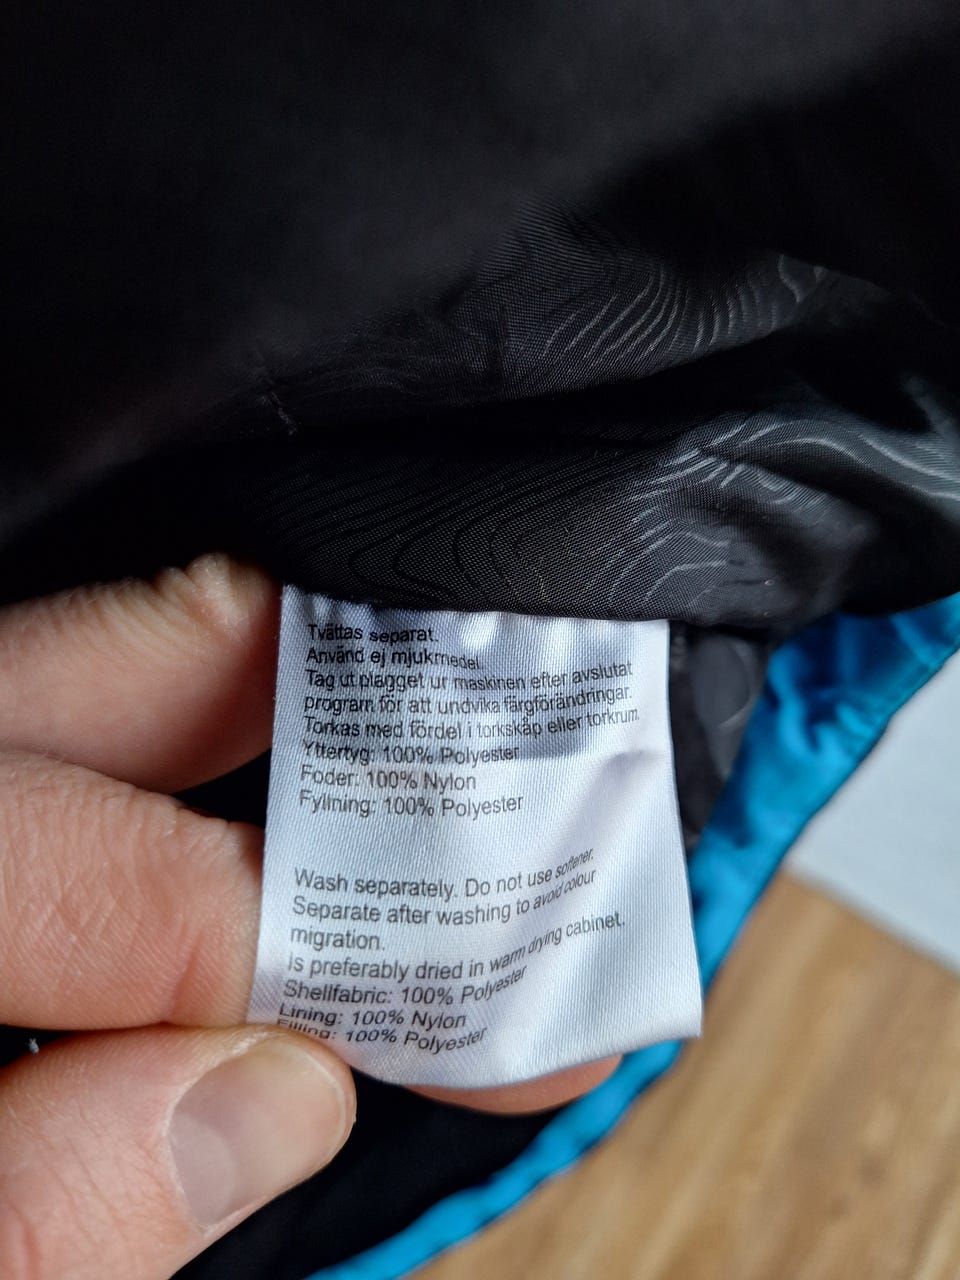 Tvättas separat.
Använd ej mjukmedel.
Tag ut plagget ur maskinen efter avslutat
program för att undvika färgförändringar.
Torkas med fördel i torkskåp eller torkrum.
Yttertyg: 100% Polyester
Foder: 100% Nylon
Fyllning: 100% Polyester
Wash separately. Do not use softener.
Separate after washing to avoid colour
migration.
Is preferably dried in warm drying cabinet.
Shellfabric: 100% Polyester
Lining: 100% Nylon
Filling: 100% Polyester